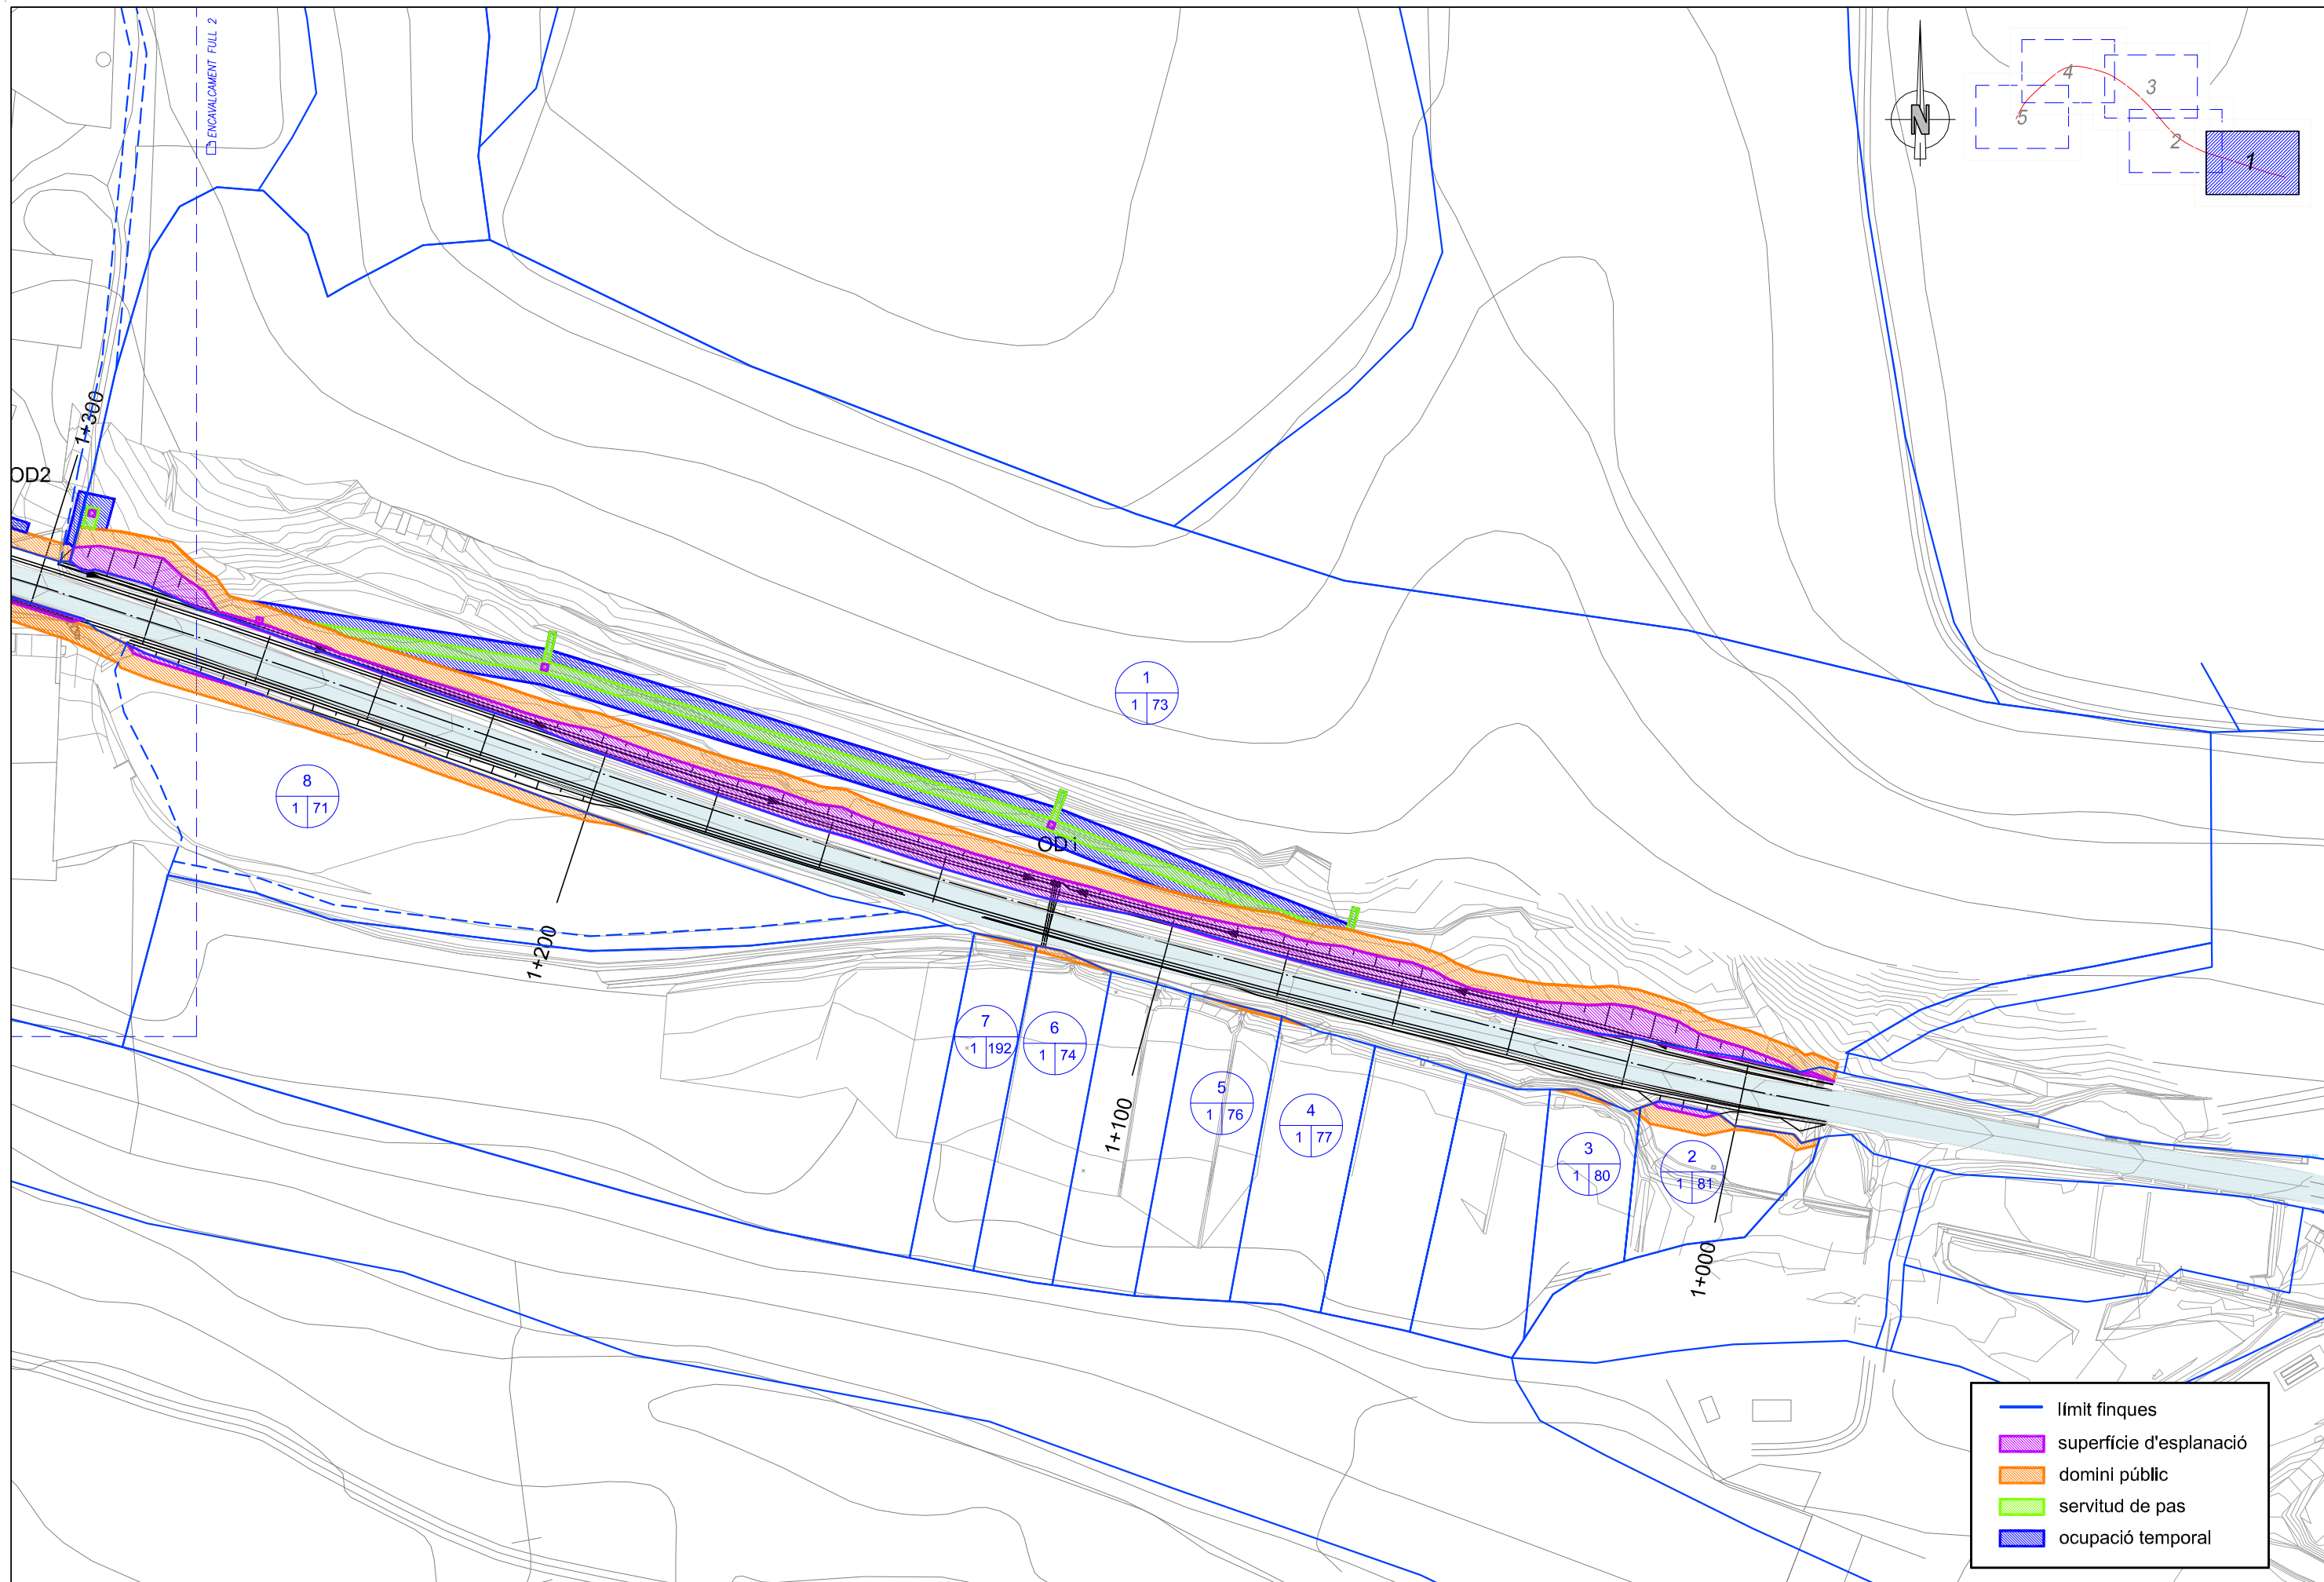 ENCAVALCAMENT FULL 2
N
4
3
5
2
1
1+300
OD2
1
1 73
8
1 71
OD1
1+200
7
1 192
6
1 74
5
1 76
4
1 77
1+100
3
1 80
2
1 81
1+000
límit finques
superfície d'esplanació
domini públic
servitud de pas
ocupació temporal